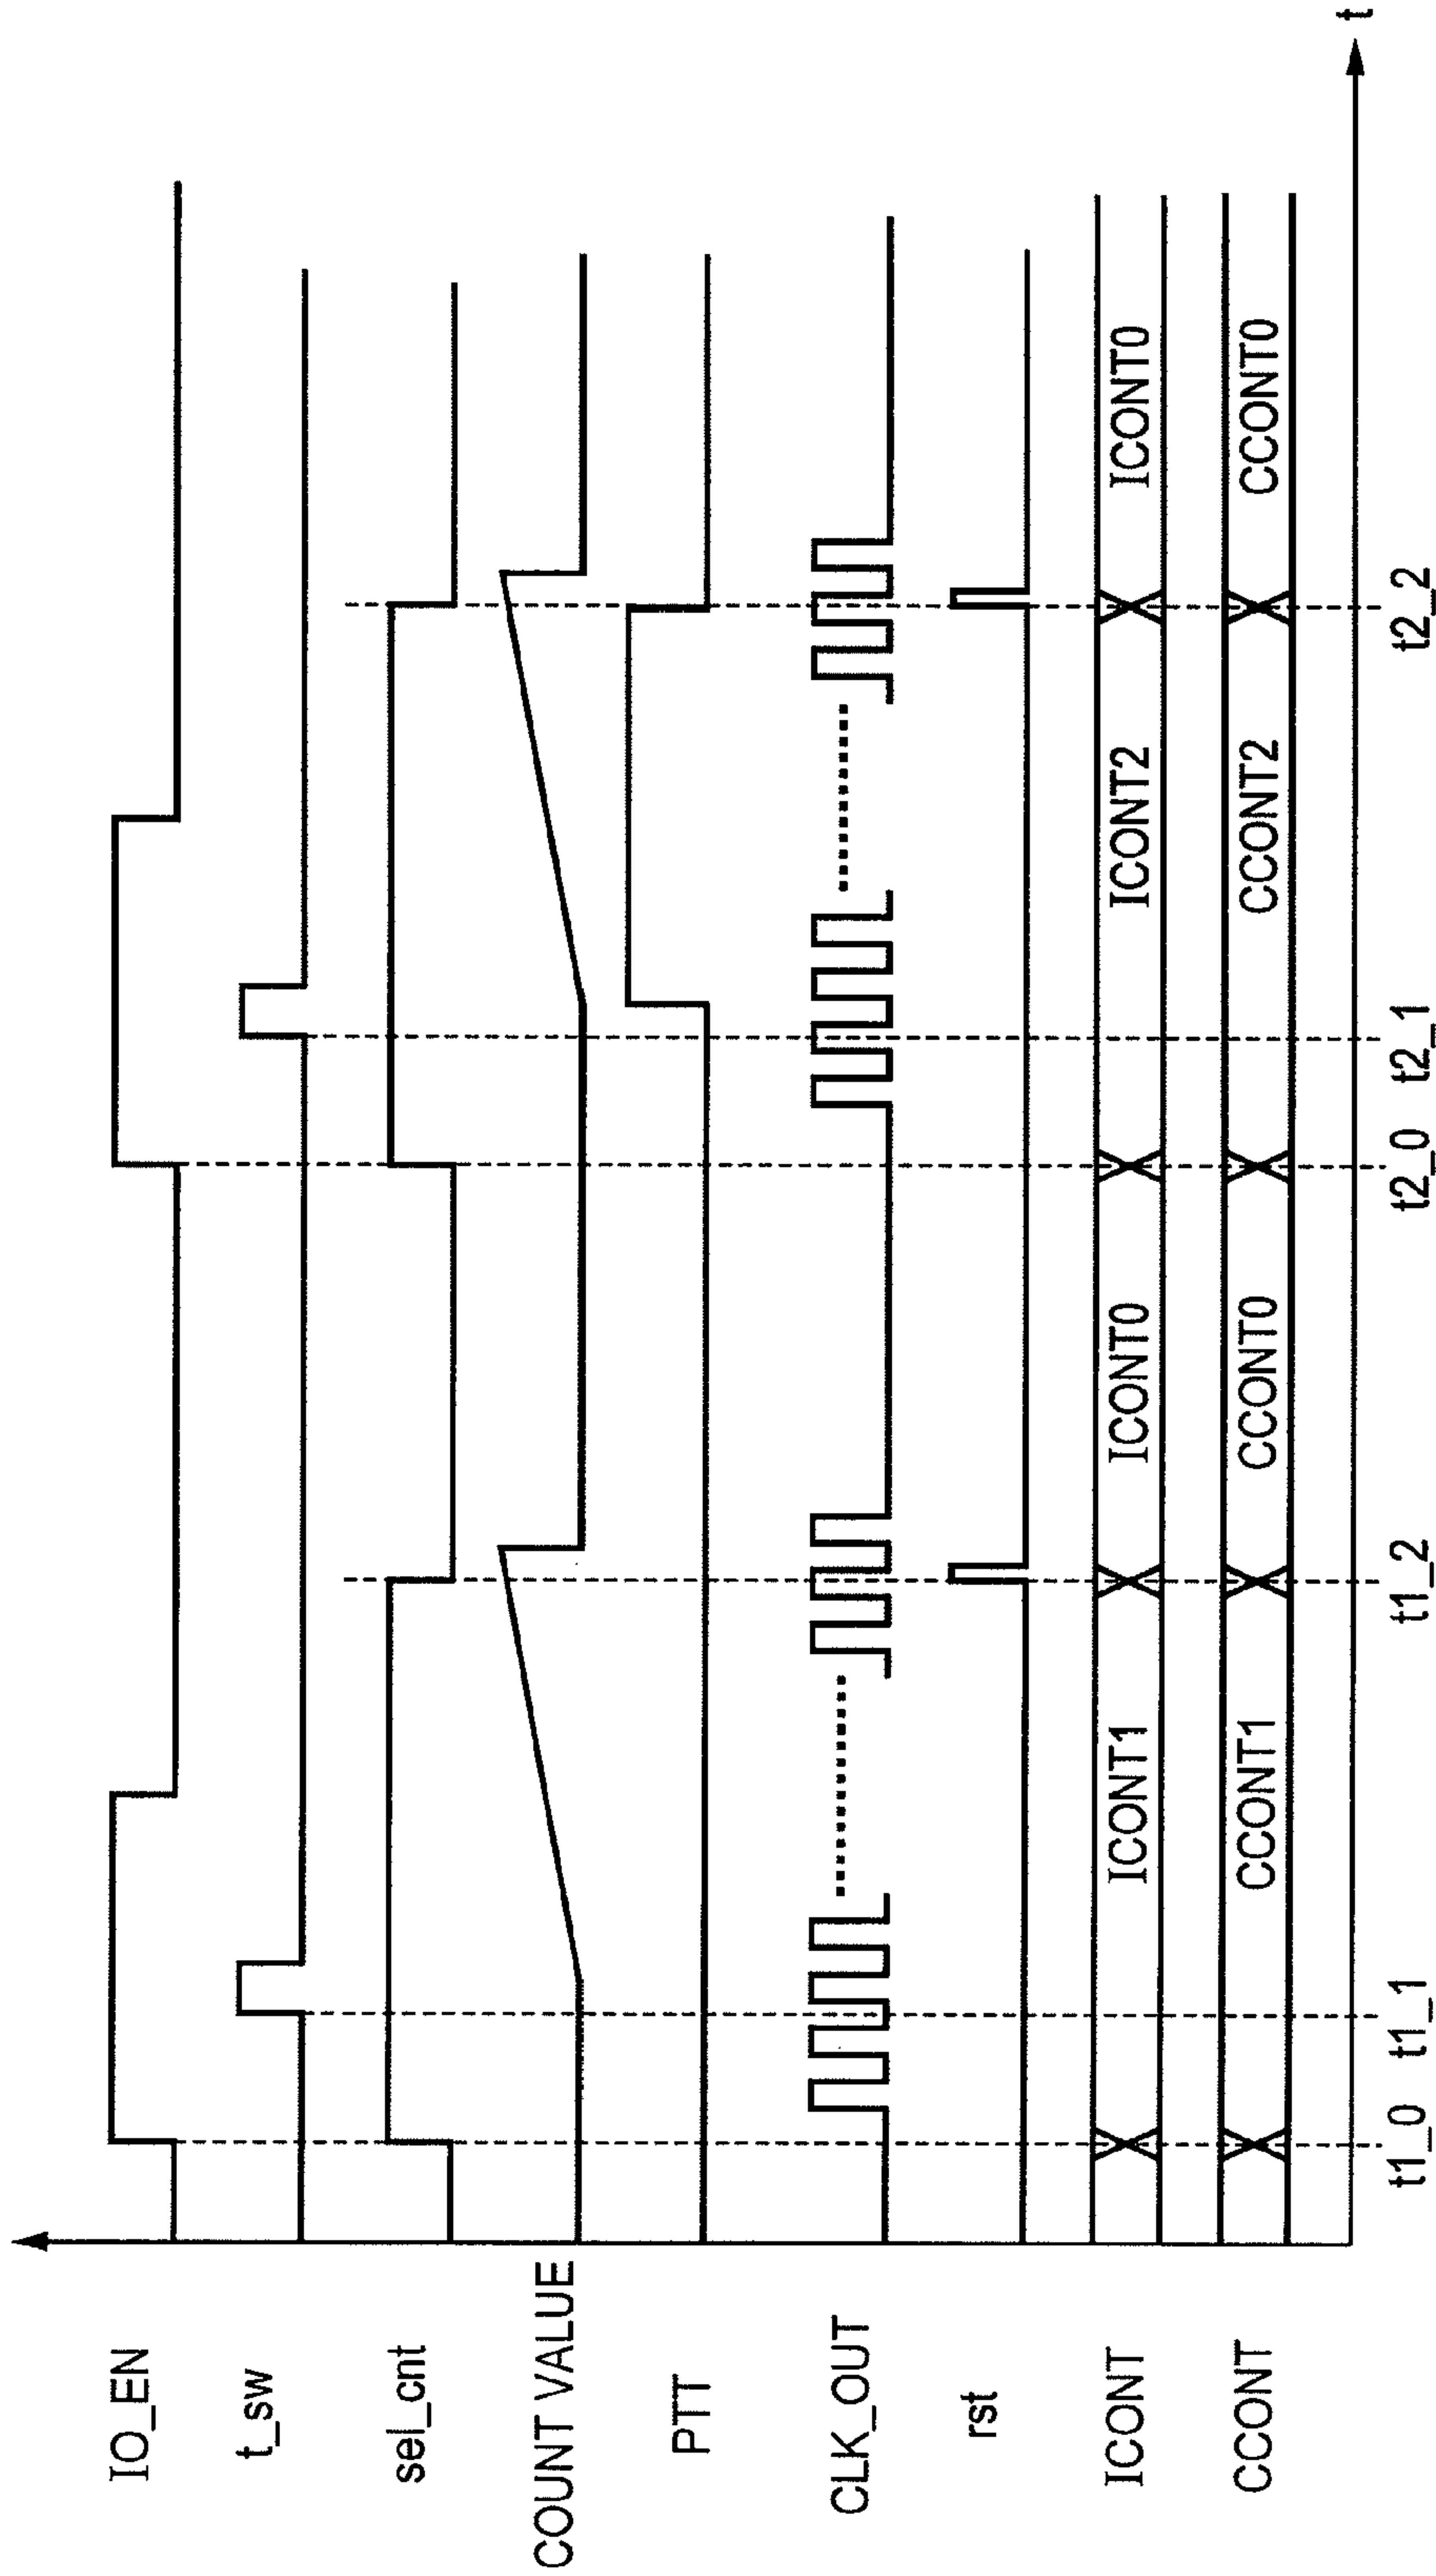 IO_EN
t_sw
sel_cnt
COUNT VALUE
PTT
CLK_OUT
rst
ICONT
ICONT1
ICONT0
ICONT2
ICONT0
CCONT
CCONT1
CCONT0
CCONT2
CCONT0
t1_0
t1_1
t1_2
t2_0
t2_1
t2_2
t